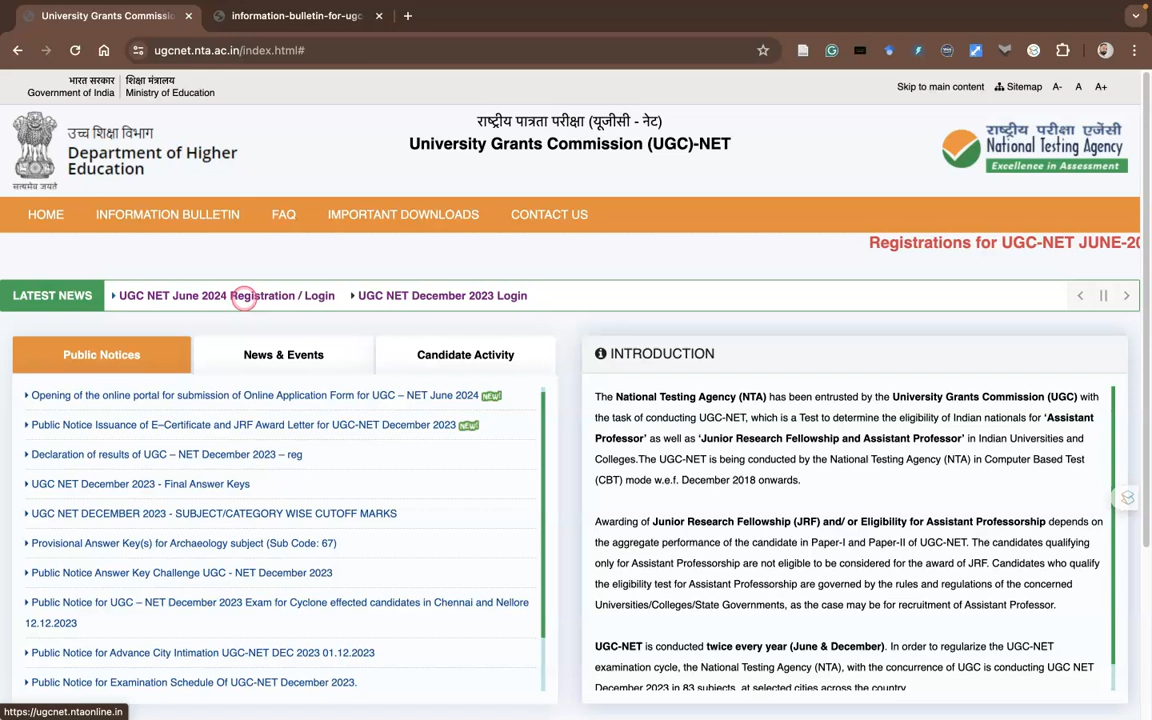 University Grants Commissio
information-bulletin-for-ugc
ugcnet.nta.ac.in/index.html#
भारत सरकार
Government of India
शिक्षा मंत्रालय
Ministry of Education
Skip to main content
Sitemap
A-
A
A+
सत्यमेव जयते
उच्च शिक्षा विभाग
Department of Higher
Education
राष्ट्रीय पात्रता परीक्षा (यूजीसी - नेट)
University Grants Commission (UGC)-NET
राष्ट्रीय परीक्षा एजेंसी
National Testing Agency
Excellence in Assessment
HOME
INFORMATION BULLETIN
FAQ
IMPORTANT DOWNLOADS
CONTACT US
Registrations for UGC-NET JUNE-20
LATEST NEWS
UGC NET June 2024 Registration / Login
UGC NET December 2023 Login
Public Notices
News & Events
Candidate Activity
Opening of the online portal for submission of Online Application Form for UGC – NET June 2024 NEW!
Public Notice Issuance of E–Certificate and JRF Award Letter for UGC-NET December 2023 NEW!
Declaration of results of UGC – NET December 2023 – reg
UGC NET December 2023 - Final Answer Keys
UGC NET DECEMBER 2023 - SUBJECT/CATEGORY WISE CUTOFF MARKS
Provisional Answer Key(s) for Archaeology subject (Sub Code: 67)
Public Notice Answer Key Challenge UGC - NET December 2023
Public Notice for UGC – NET December 2023 Exam for Cyclone effected candidates in Chennai and Nellore
12.12.2023
Public Notice for Advance City Intimation UGC-NET DEC 2023 01.12.2023
Public Notice for Examination Schedule Of UGC-NET December 2023.
INTRODUCTION
The National Testing Agency (NTA) has been entrusted by the University Grants Commission (UGC) with
the task of conducting UGC-NET, which is a Test to determine the eligibility of Indian nationals for ‘Assistant
Professor’ as well as ‘Junior Research Fellowship and Assistant Professor’ in Indian Universities and
Colleges.The UGC-NET is being conducted by the National Testing Agency (NTA) in Computer Based Test
(CBT) mode w.e.f. December 2018 onwards.
Awarding of Junior Research Fellowship (JRF) and/ or Eligibility for Assistant Professorship depends on
the aggregate performance of the candidate in Paper-I and Paper-II of UGC-NET. The candidates qualifying
only for Assistant Professorship are not eligible to be considered for the award of JRF. Candidates who qualify
the eligibility test for Assistant Professorship are governed by the rules and regulations of the concerned
Universities/Colleges/State Governments, as the case may be for recruitment of Assistant Professor.
UGC-NET is conducted twice every year (June & December). In order to regularize the UGC-NET
examination cycle, the National Testing Agency (NTA), with the concurrence of UGC is conducting UGC NET
December 2023 in 83 subjects, at selected cities across the country.
https://ugcnet.ntaonline.in